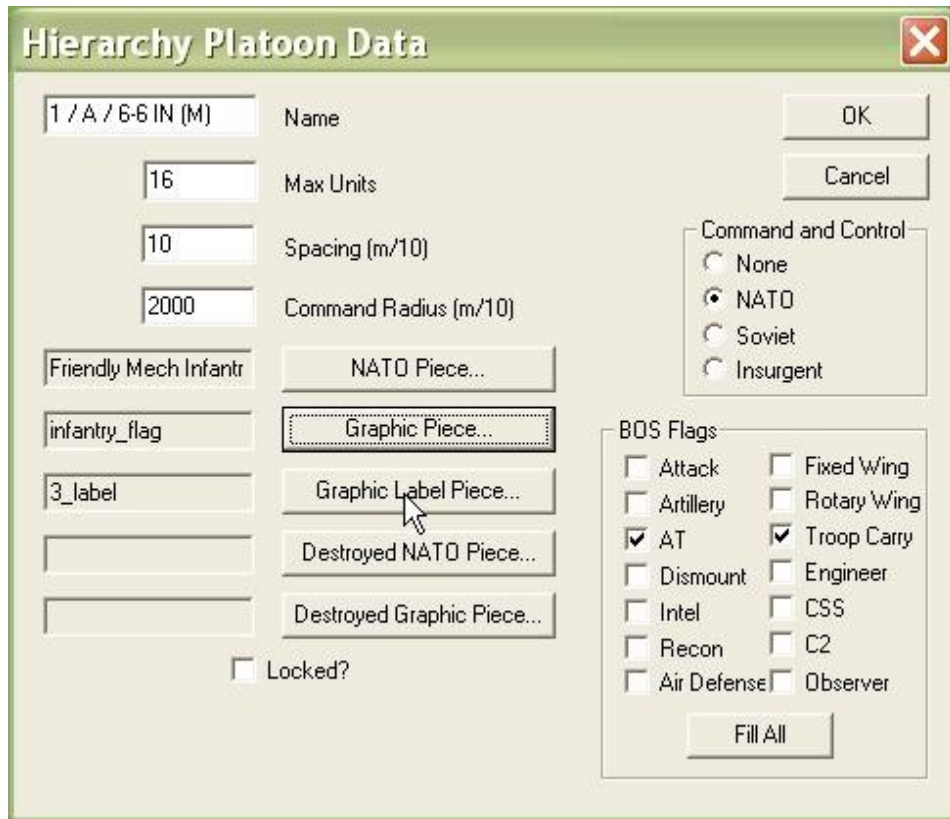 Hierarchy Platoon Data
1 / A / 6-6 IN (M) Name
OK
16 Max Units
Cancel
10 Spacing (m/10)
2000 Command Radius (m/10)
Command and Control
None
NATO
Soviet
Insurgent
Friendly Mech Infantr NATO Piece...
infantry_flag Graphic Piece...
3_label Graphic Label Piece...
Destroyed NATO Piece...
Destroyed Graphic Piece...
Locked?
BOS Flags
Attack Fixed Wing
Artillery Rotary Wing
AT Troop Carry
Dismount Engineer
Intel CSS
Recon C2
Air Defense Observer
Fill All